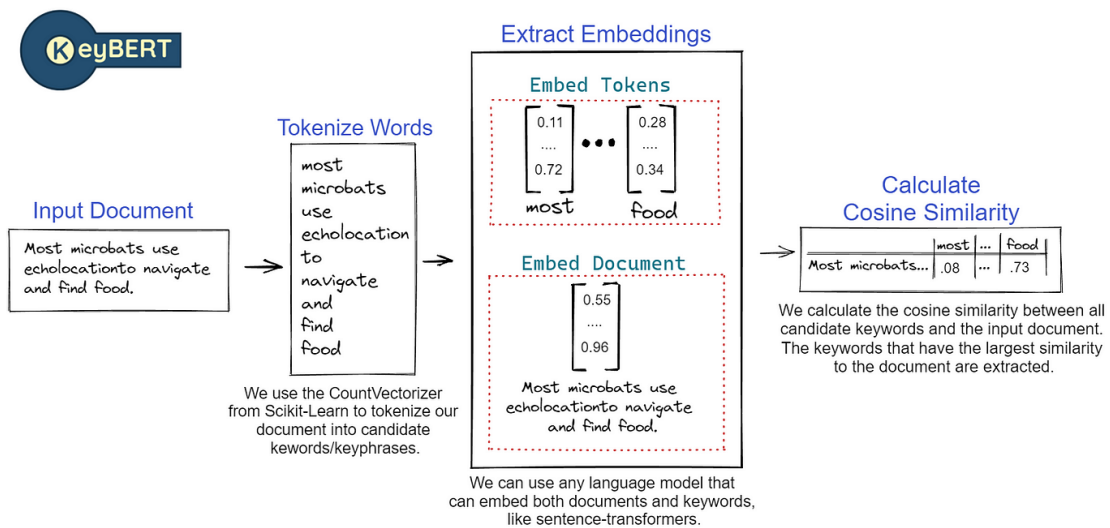 KeyBERT
Input Document
Most microbats use
echolocationto navigate
and find food.
Tokenize Words
most
microbats
use
echolocation
to
navigate
and
find
food
We use the CountVectorizer
from Scikit-Learn to tokenize our
document into candidate
kewords/keyphrases.
Extract Embeddings
Embed Tokens
0.11 0.28
.... ....
0.72 0.34
most food
Embed Document
0.55
....
0.96
Most microbats use
echolocationto navigate
and find food.
We can use any language model that
can embed both documents and keywords,
like sentence-transformers.
Calculate
Cosine Similarity
most ... food
Most microbats... .08 ... .73
We calculate the cosine similarity between all
candidate keywords and the input document.
The keywords that have the largest similarity
to the document are extracted.